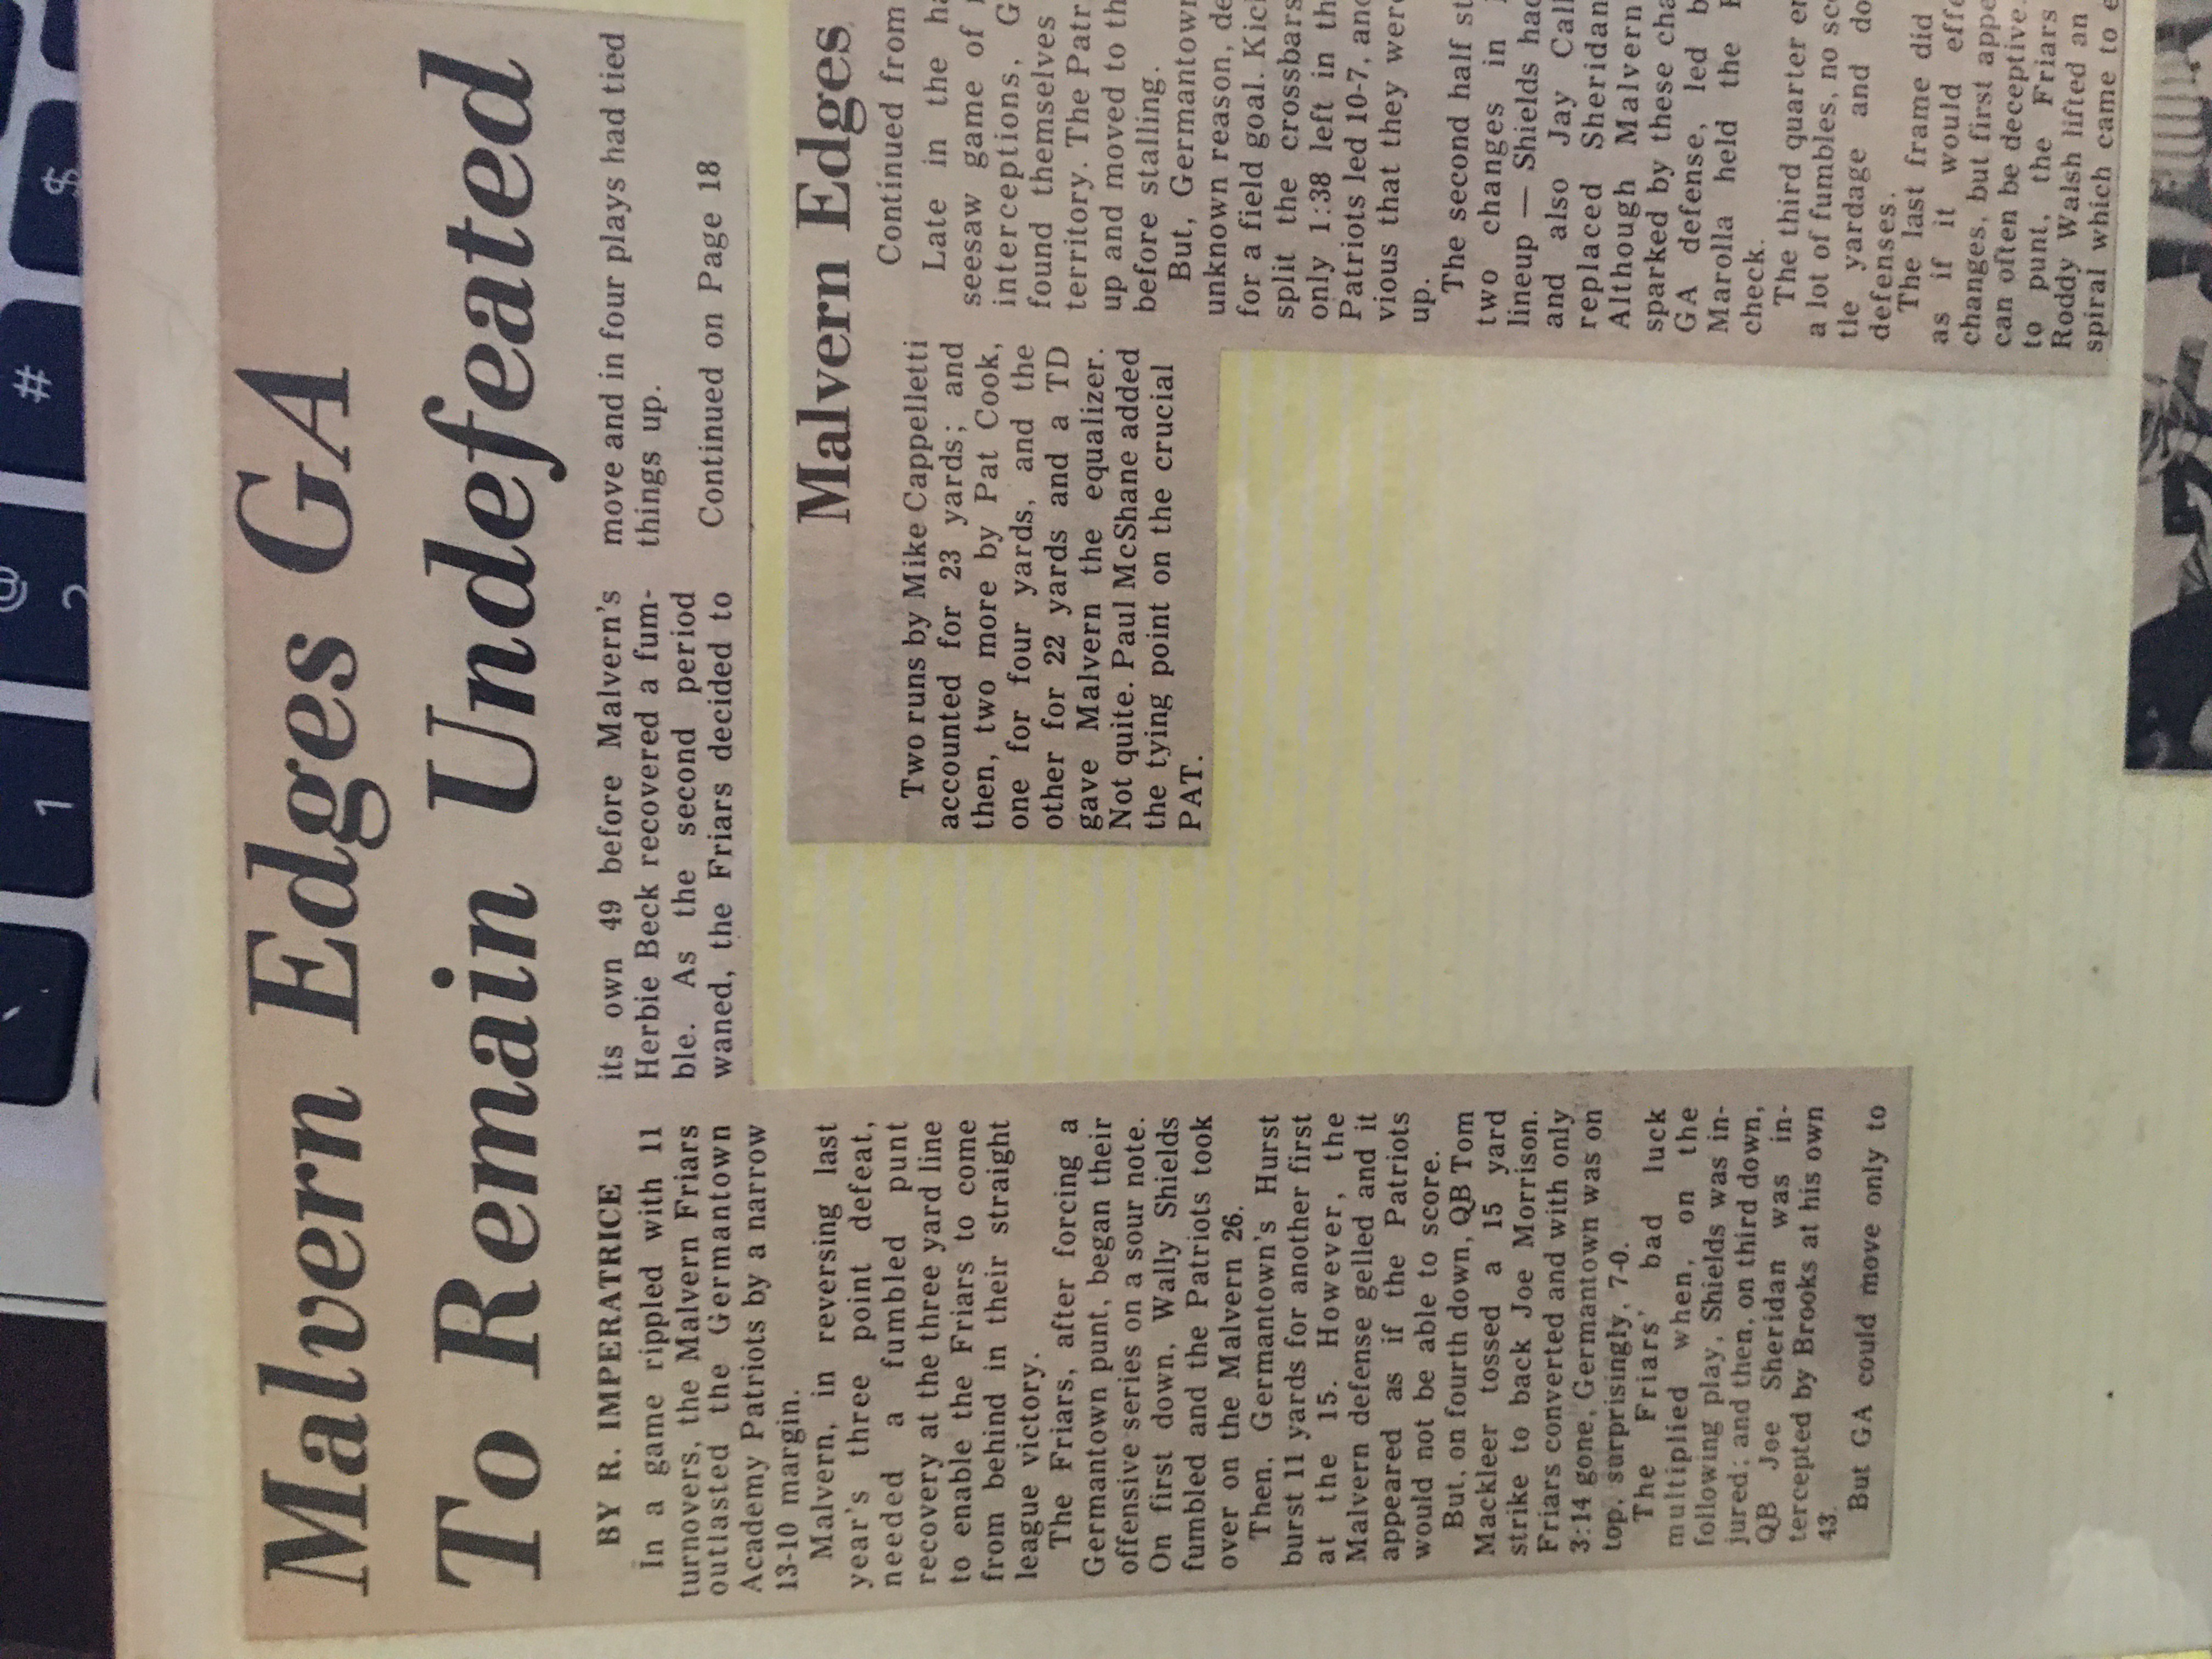 Malvern Edges GA
To Remain Undefeated
BY R. IMPERATRICE
In a game rippled with 11
turnovers, the Malvern Friars
outlasted the Germantown
Academy Patriots by a narrow
13-10 margin.
Malvern, in reversing last
year's three point defeat,
needed a fumbled punt
recovery at the three yard line
to enable the Friars to come
from behind in their straight
league victory.
The Friars, after forcing a
Germantown punt, began their
offensive series on a sour note.
On first down, Wally Shields
fumbled and the Patriots took
over on the Malvern 26.
Then, Germantown's Hurst
burst 11 yards for another first
at the 15. However, the
Malvern defense gelled and it
appeared as if the Patriots
would not be able to score.
But, on fourth down, QB Tom
Mackleer tossed a 15 yard
strike to back Joe Morrison.
Friars converted and with only
3:14 gone, Germantown was on
top, surprisingly, 7-0.
The Friars' bad luck
multiplied when, on the
following play, Shields was in-
jured; and then, on third down,
QB Joe Sheridan was in-
tercepted by Brooks at his own
43.
But GA could move only to
its own 49 before Malvern's
Herbie Beck recovered a fum-
ble. As the second period
waned, the Friars decided to
move and in four plays had tied
things up.
Continued on Page 18
Malvern Edges
Two runs by Mike Cappelletti
accounted for 23 yards; and
then, two more by Pat Cook,
one for four yards, and the
other for 22 yards and a TD
gave Malvern the equalizer.
Not quite. Paul McShane added
the tying point on the crucial
PAT.
Continued from
Late in the ha
seesaw game of
interceptions, G
found themselves
territory. The Patr
up and moved to th
before stalling.
But, Germantown
unknown reason, de
for a field goal. Kic
split the crossbars
only 1:38 left in th
Patriots led 10-7, and
vious that they were
up.
The second half st
two changes in
lineup — Shields had
and also Jay Call
replaced Sheridan
Although Malvern
sparked by these cha
GA defense, led b
Marolla held the
check.
The third quarter en
a lot of fumbles, no sco
tle yardage and do
defenses.
The last frame did
as if it would effe
changes, but first appe
can often be deceptive.
to punt, the Friars
Roddy Walsh lifted an
spiral which came to e
$
#
@
2
1
`